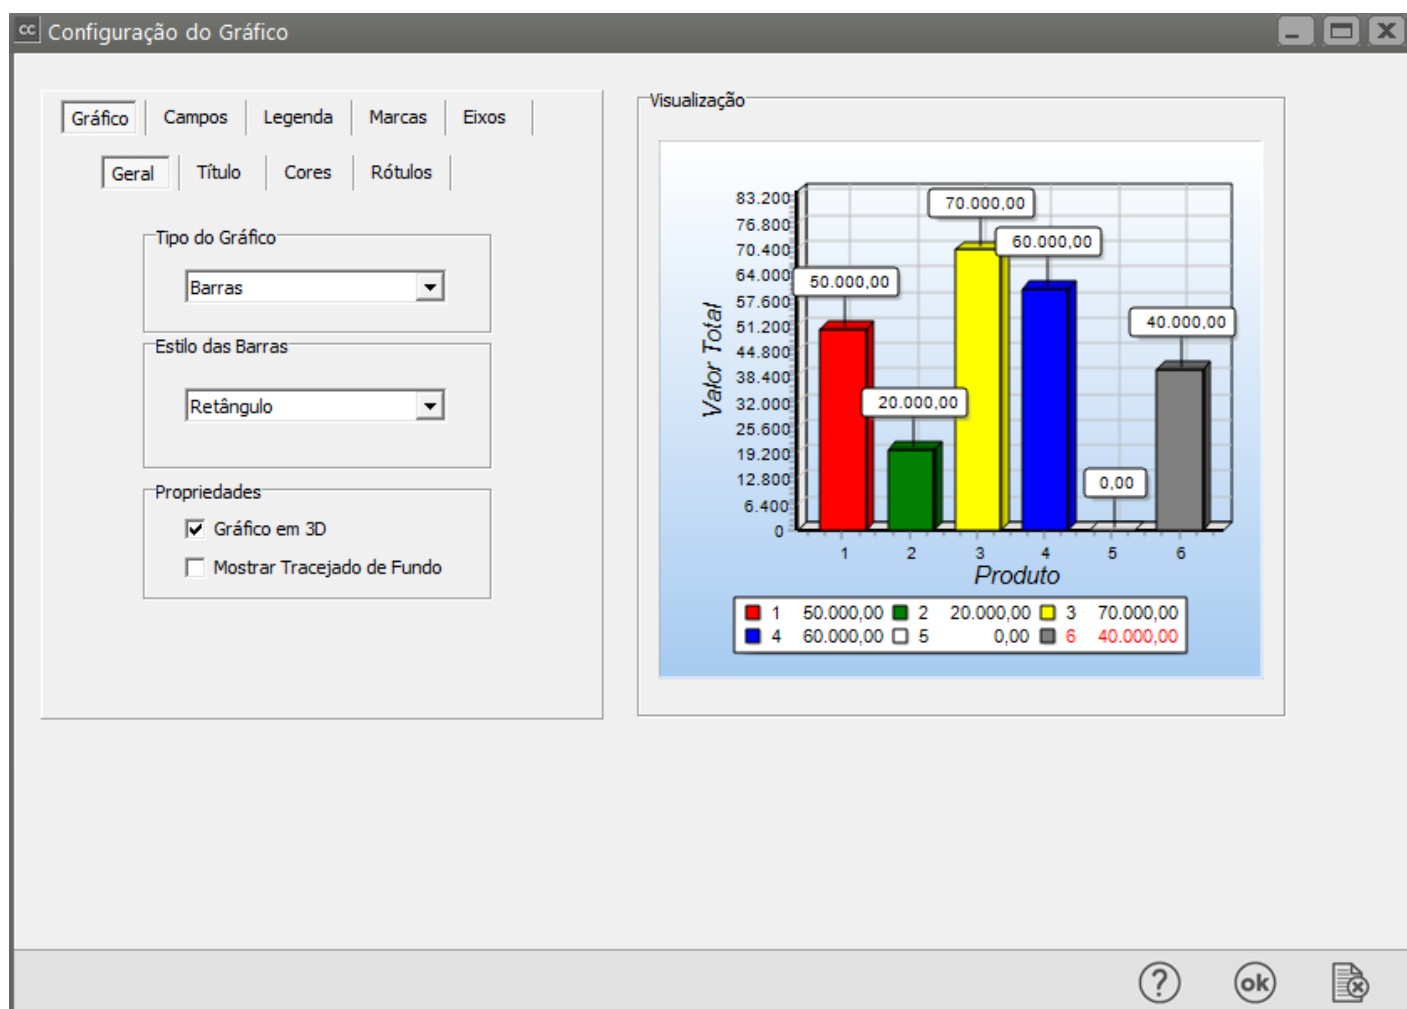 cc Configuração do Gráfico
Gráfico Campos Legenda Marcas Eixos
Geral Título Cores Rótulos
Tipo do Gráfico
Barras
Estilo das Barras
Retângulo
Propriedades
Gráfico em 3D
Mostrar Tracejado de Fundo
Visualização
Valor Total
83.200
76.800
70.400
64.000
57.600
51.200
44.800
38.400
32.000
25.600
19.200
12.800
6.400
0
50.000,00
20.000,00
70.000,00
60.000,00
0,00
40.000,00
1 2 3 4 5 6
Produto
1 50.000,00 2 20.000,00 3 70.000,00
4 60.000,00 5 0,00 6 40.000,00
? ok